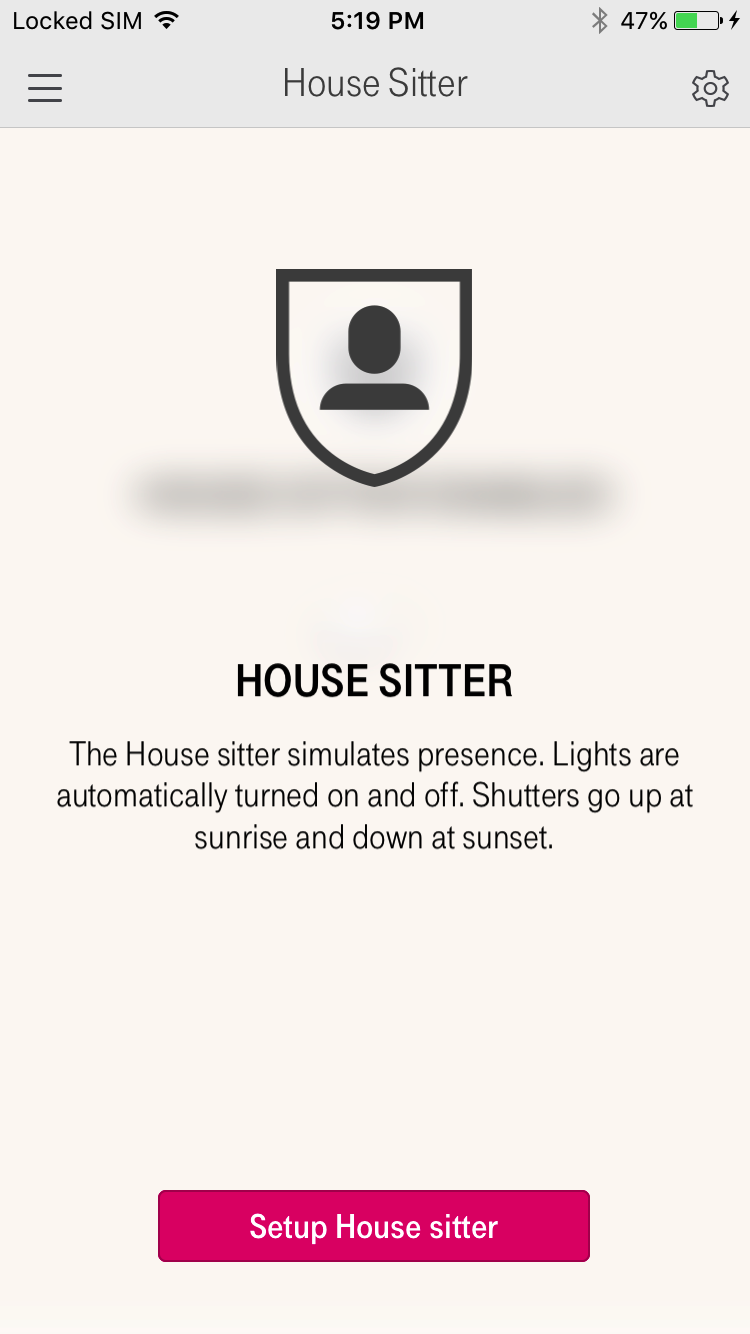 Locked SIM 5:19 PM 47%
House Sitter
HOUSE SITTER
The House sitter simulates presence. Lights are
automatically turned on and off. Shutters go up at
sunrise and down at sunset.
Setup House sitter